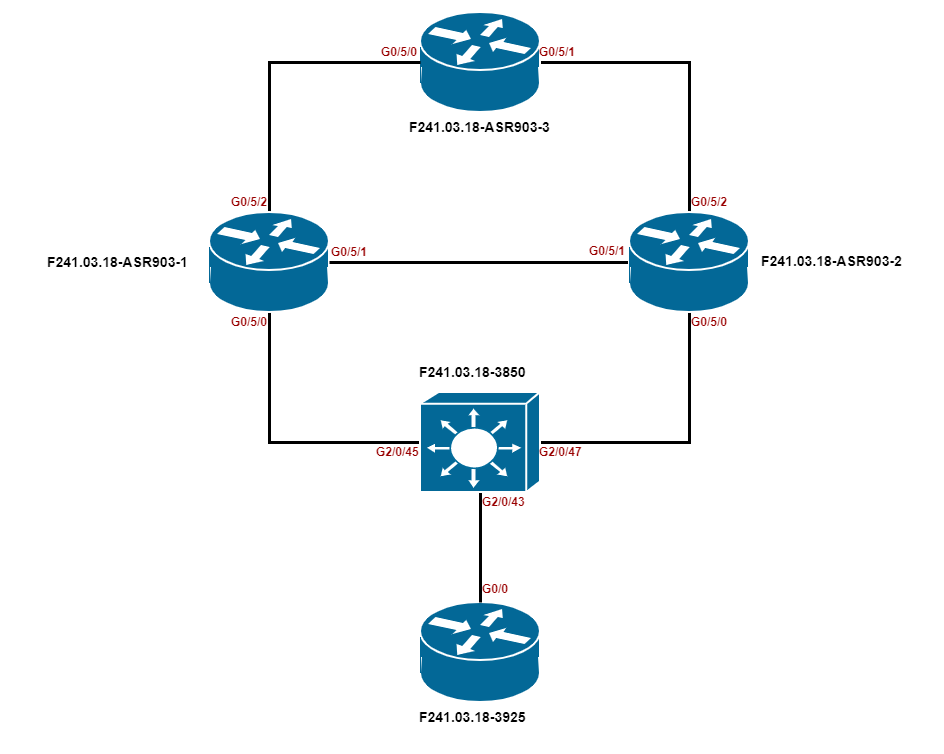 G0/5/0
G0/5/1
F241.03.18-ASR903-3
G0/5/2
G0/5/2
F241.03.18-ASR903-1
G0/5/1
G0/5/1
F241.03.18-ASR903-2
G0/5/0
G0/5/0
F241.03.18-3850
G2/0/45
G2/0/47
G2/0/43
G0/0
F241.03.18-3925